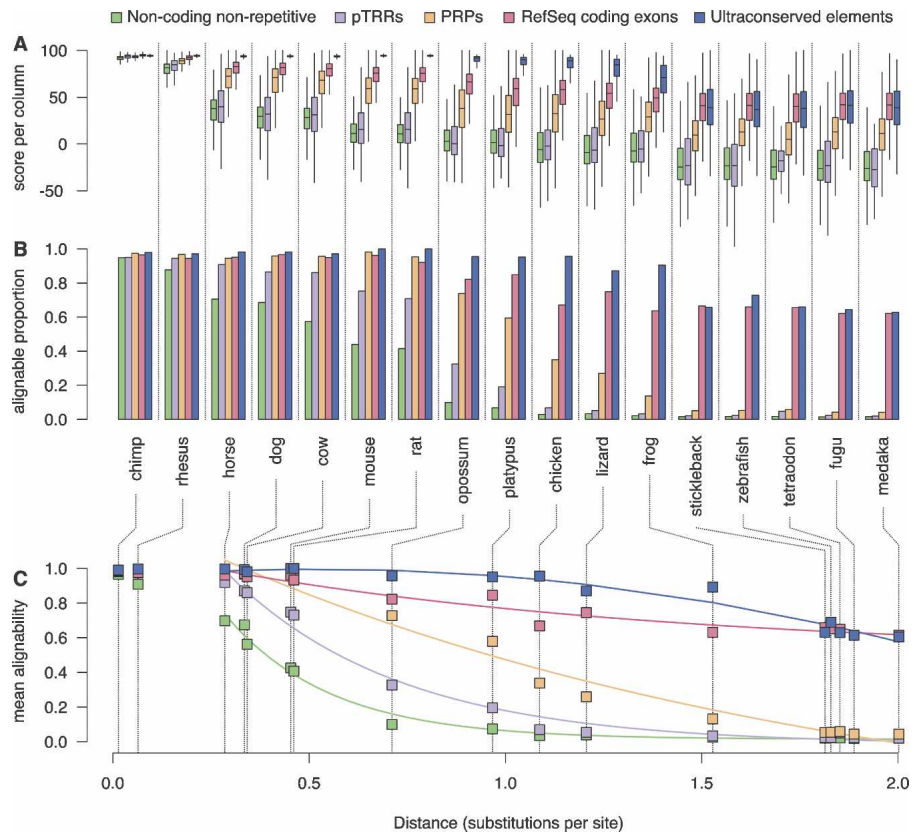 Non-coding non-repetitive pTRRs PRPs RefSeq coding exons Ultraconserved elements
A
score per column
100
50
0
-50
B
alignable proportion
1.0
0.8
0.6
0.4
0.2
0.0
chimp
rhesus
horse
dog
cow
mouse
rat
opossum
platypus
chicken
lizard
frog
stickleback
zebrafish
tetraodon
fugu
medaka
C
mean alignability
1.0
0.8
0.6
0.4
0.2
0.0
0.0 0.5 1.0 1.5 2.0
Distance (substitutions per site)